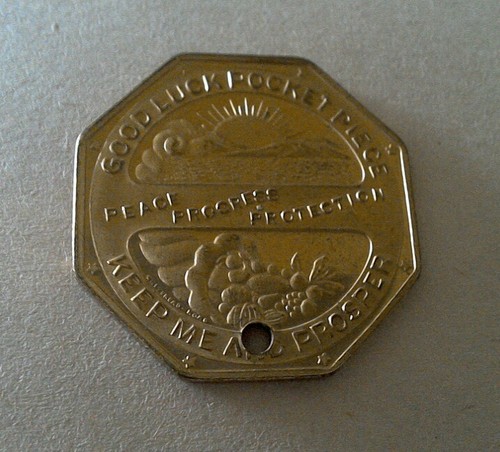 GOOD LUCK POCKET PIECE
PEACE
PROGRESS
PROTECTION
KEEP ME AND PROSPER